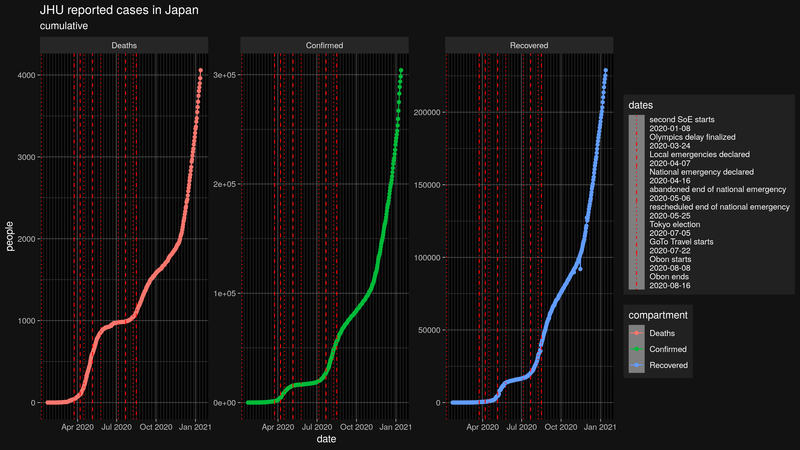 JHU reported cases in Japan
cumulative
Deaths
Confirmed
Recovered
people
4000
3000
2000
1000
0
3e+05
2e+05
1e+05
0e+00
200000
150000
100000
50000
0
Apr 2020
Jul 2020
Oct 2020
Jan 2021
Apr 2020
Jul 2020
Oct 2020
Jan 2021
Apr 2020
Jul 2020
Oct 2020
Jan 2021
date
dates
second SoE starts
2020-01-08
Olympics delay finalized
2020-03-24
Local emergencies declared
2020-04-07
National emergency declared
2020-04-16
abandoned end of national emergency
2020-05-06
rescheduled end of national emergency
2020-05-25
Tokyo election
2020-07-05
GoTo Travel starts
2020-07-22
Obon starts
2020-08-08
Obon ends
2020-08-16
compartment
Deaths
Confirmed
Recovered